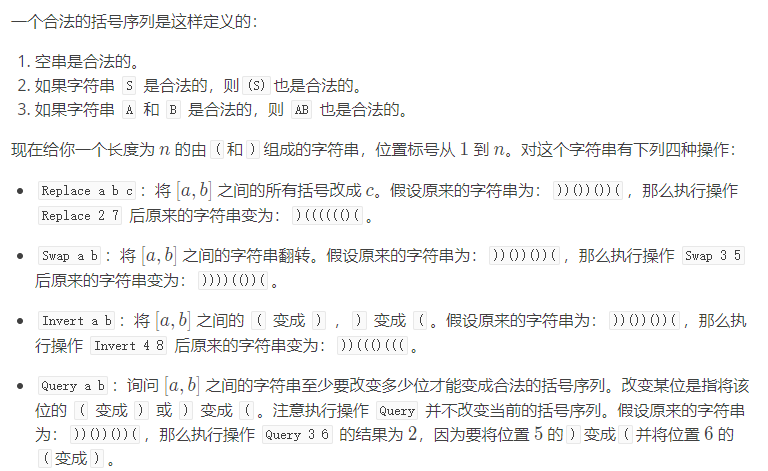 一个合法的括号序列是这样定义的：
1. 空串是合法的。
2. 如果字符串 S 是合法的，则 (S) 也是合法的。
3. 如果字符串 A 和 B 是合法的，则 AB 也是合法的。
现在给你一个长度为 n 的由 ( 和 ) 组成的字符串，位置标号从 1 到 n。对这个字符串有下列四种操作：
• Replace a b c：将 [a, b] 之间的所有括号改成 c。假设原来的字符串为：))())())(，那么执行操作
Replace 2 7 后原来的字符串变为：)(((((()(。
• Swap a b：将 [a, b] 之间的字符串翻转。假设原来的字符串为：))())())(，那么执行操作 Swap 3 5
后原来的字符串变为：))))(())(。
• Invert a b：将 [a, b] 之间的 ( 变成 )，) 变成 (。假设原来的字符串为：))())())(，那么执
行操作 Invert 4 8 后原来的字符串变为：))((()(((。
• Query a b：询问 [a, b] 之间的字符串至少要改变多少位才能变成合法的括号序列。改变某位是指将该
位的 ( 变成 ) 或 ) 变成 (。注意执行操作 Query 并不改变当前的括号序列。假设原来的字符串
为：))())())(，那么执行操作 Query 3 6 的结果为 2，因为要将位置 5 的 ) 变成 ( 并将位置 6 的
( 变成 )。